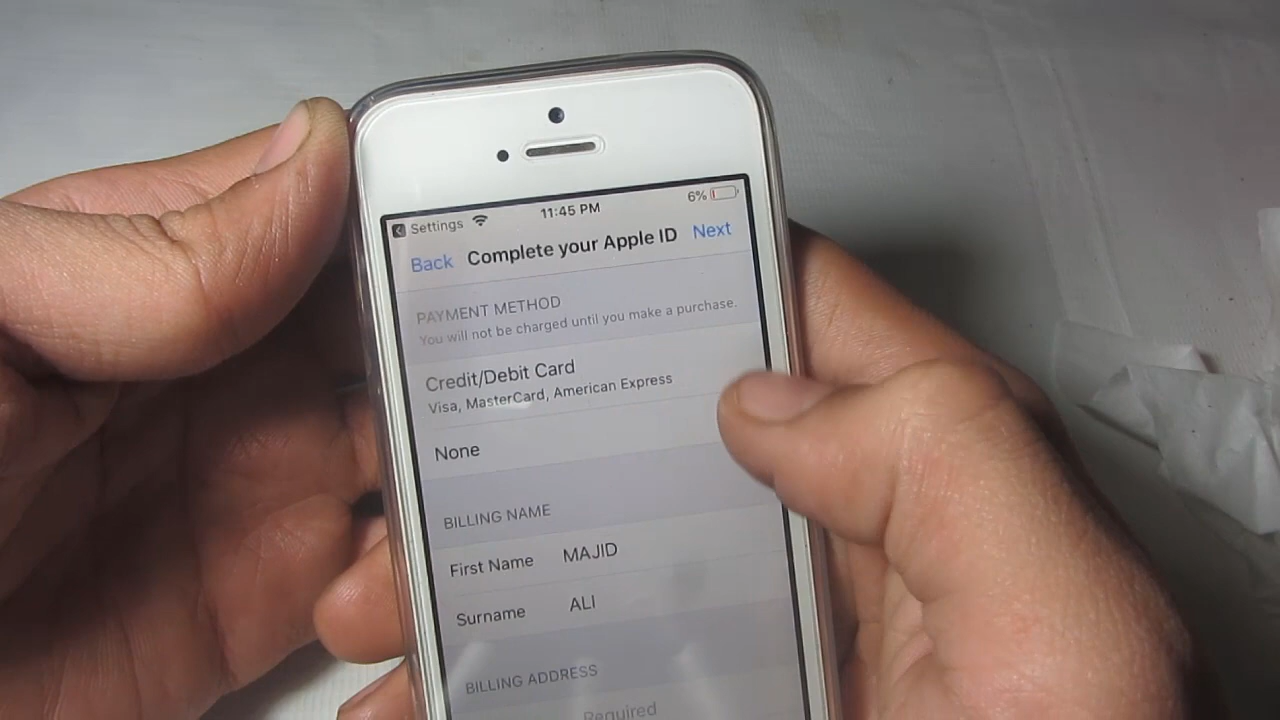 Settings 11:45 PM 6%
Back Complete your Apple ID Next
PAYMENT METHOD
You will not be charged until you make a purchase.
Credit/Debit Card
Visa, MasterCard, American Express
None
BILLING NAME
First Name MAJID
Surname ALI
BILLING ADDRESS
Required